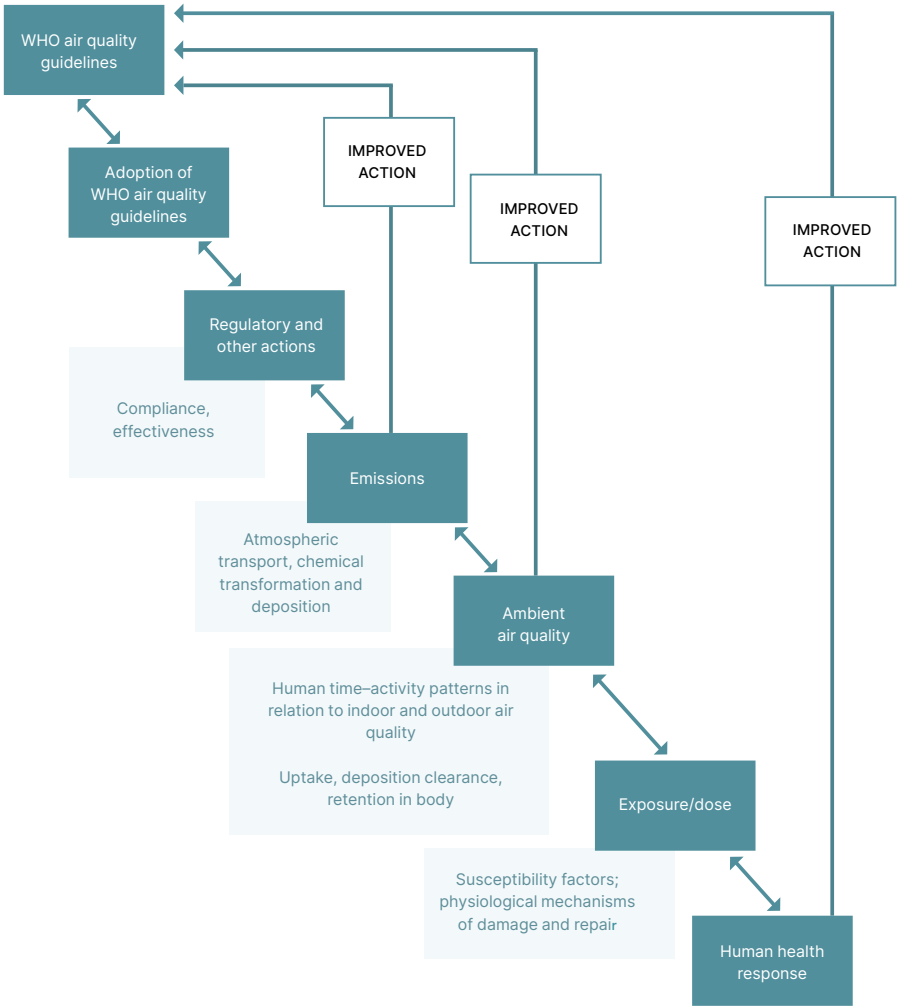 WHO air quality
guidelines
IMPROVED
ACTION
Adoption of
WHO air quality
guidelines
IMPROVED
ACTION
IMPROVED
ACTION
Regulatory and
other actions
Compliance,
effectiveness
Emissions
Atmospheric
transport, chemical
transformation and
deposition
Ambient
air quality
Human time–activity patterns in
relation to indoor and outdoor air
quality
Uptake, deposition clearance,
retention in body
Exposure/dose
Susceptibility factors;
physiological mechanisms
of damage and repair
Human health
response